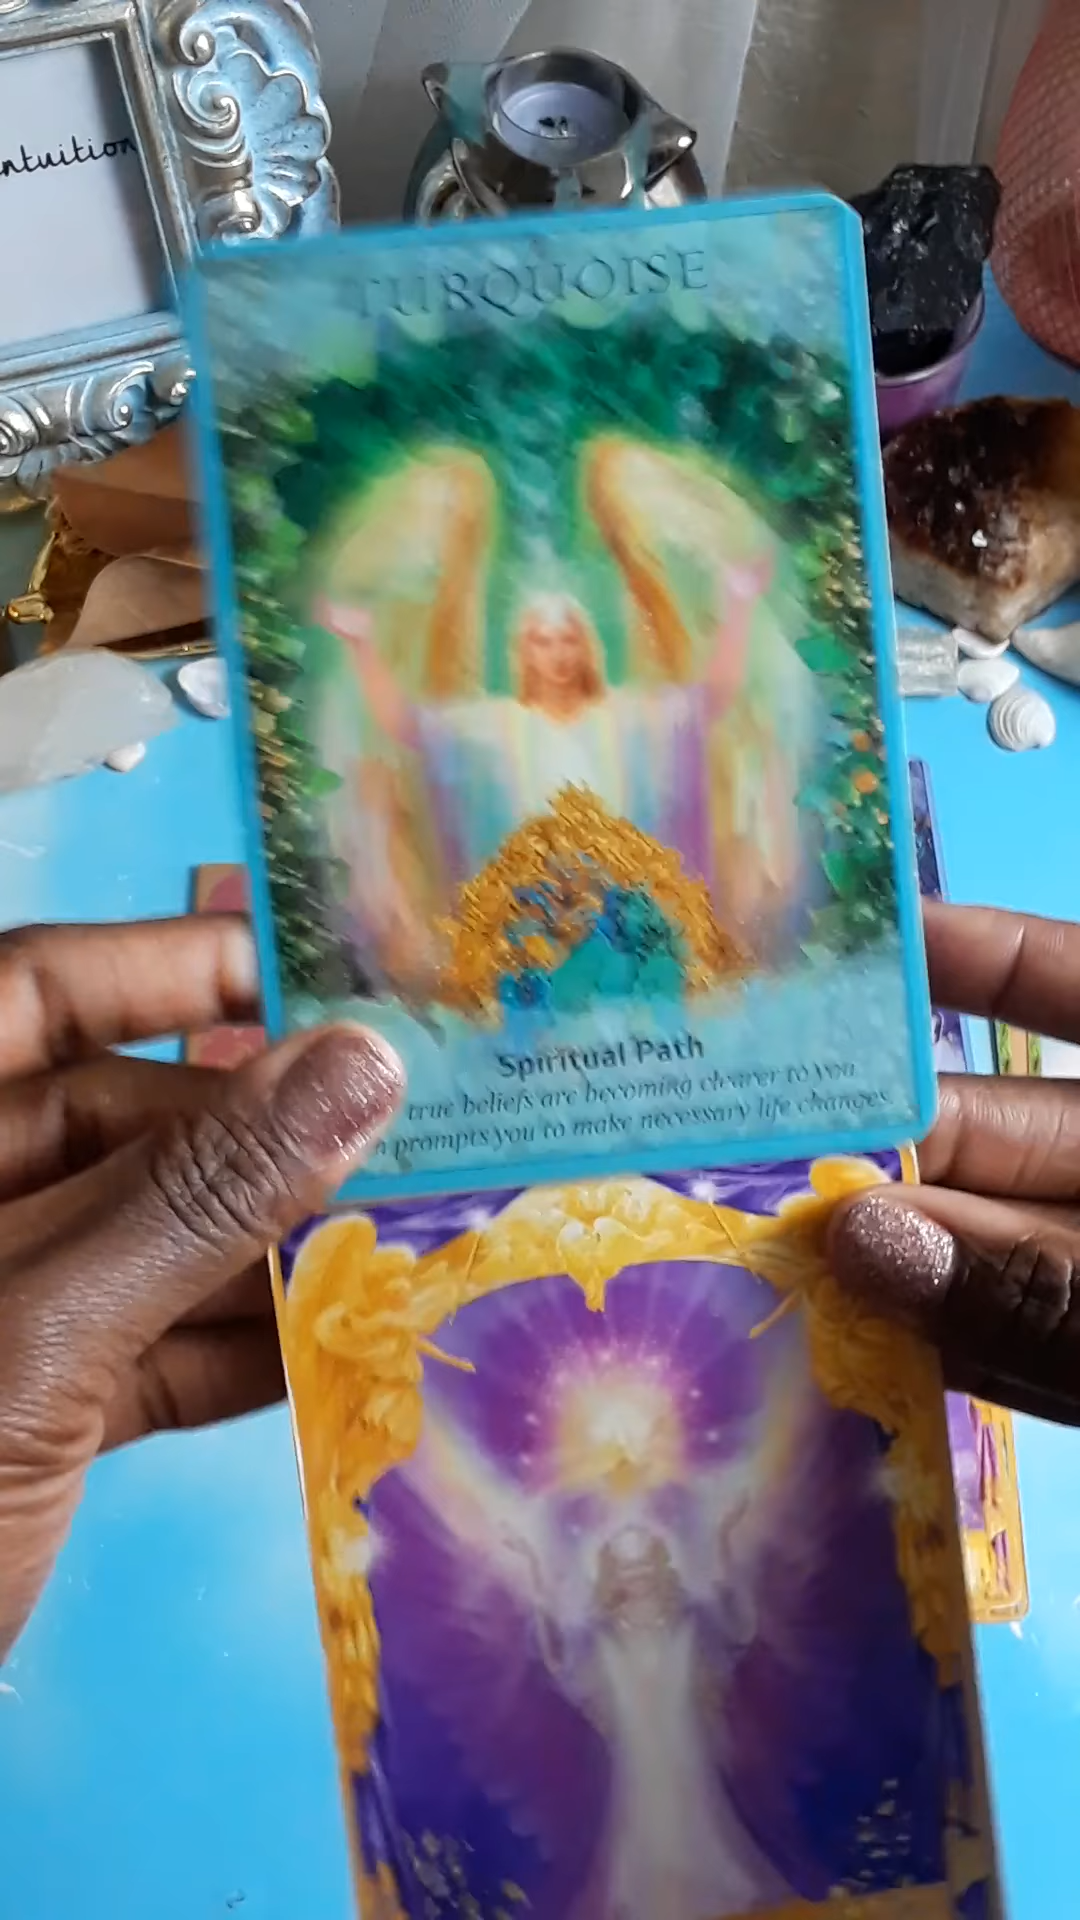 ntuition
TURQUOISE
Spiritual Path
true beliefs are becoming clearer to you
prompts you to make necessary life changes.